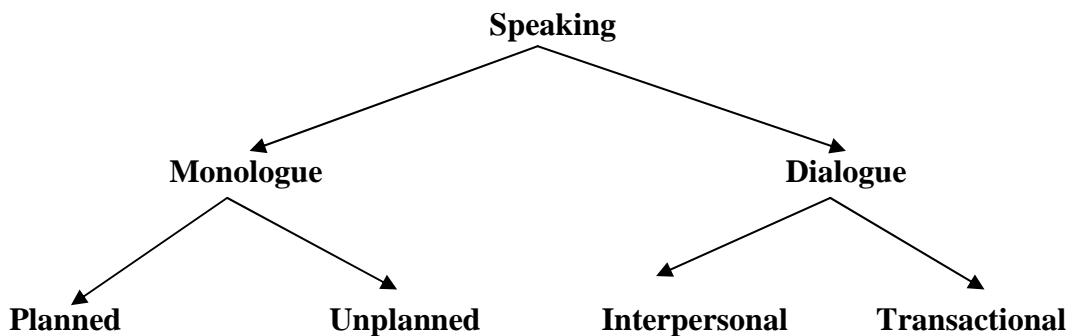 Speaking
Monologue Dialogue
Planned Unplanned Interpersonal Transactional